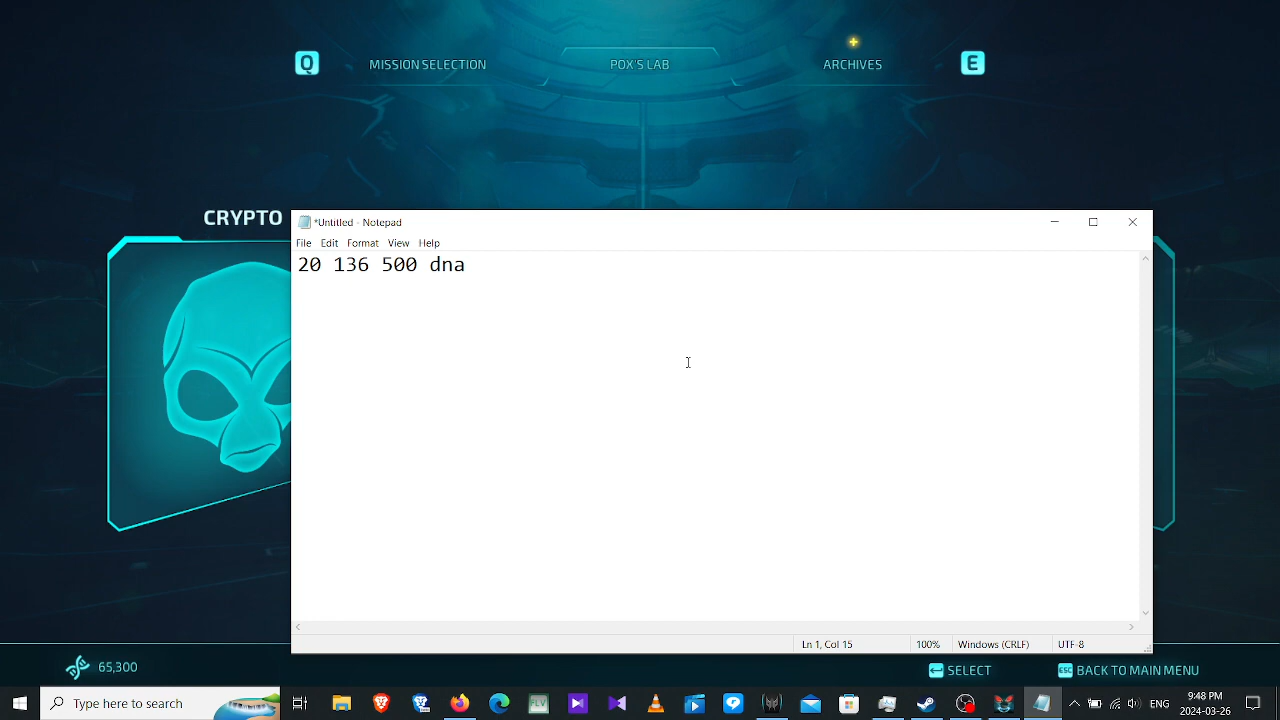 Q MISSION SELECTION POX'S LAB ARCHIVES E
CRYPTO
*Untitled - Notepad
File Edit Format View Help
20 136 500 dna
Ln 1, Col 15 100% Windows (CRLF) UTF-8
65,300 SELECT ESC BACK TO MAIN MENU
Type here to search FLV ENG 9:48 PM
2024-03-26